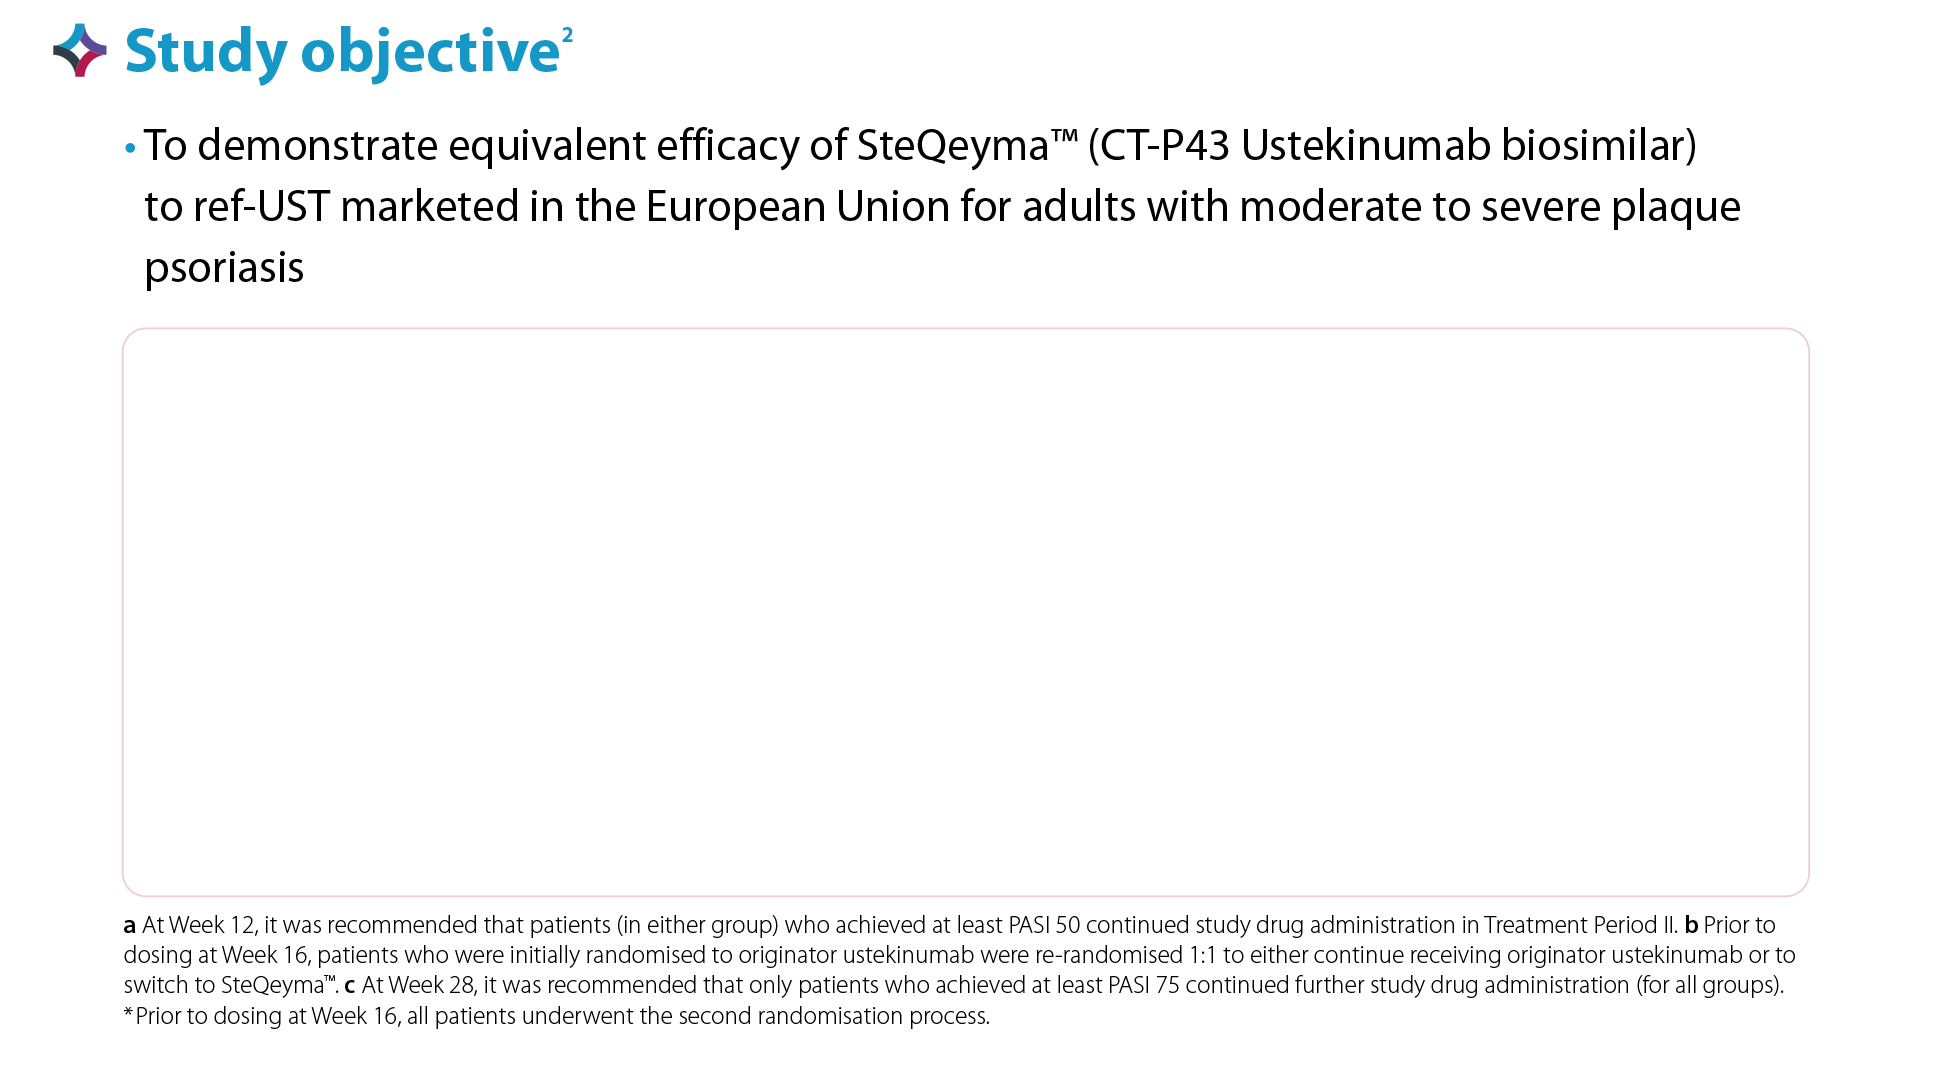 Study objective²
• To demonstrate equivalent efficacy of SteQeyma™ (CT-P43 Ustekinumab biosimilar)
to ref-UST marketed in the European Union for adults with moderate to severe plaque
psoriasis
a At Week 12, it was recommended that patients (in either group) who achieved at least PASI 50 continued study drug administration in Treatment Period II. b Prior to
dosing at Week 16, patients who were initially randomised to originator ustekinumab were re-randomised 1:1 to either continue receiving originator ustekinumab or to
switch to SteQeyma™. c At Week 28, it was recommended that only patients who achieved at least PASI 75 continued further study drug administration (for all groups).
*Prior to dosing at Week 16, all patients underwent the second randomisation process.